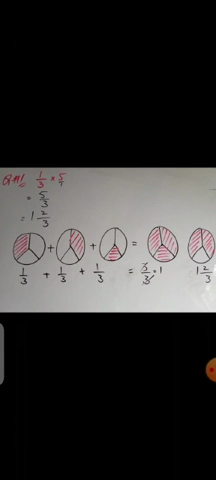 Q#1 1/3 × 5/1
= 5/3
= 1 2/3
+ + =
1/3 + 1/3 + 1/3 = 3/3 = 1 1 2/3